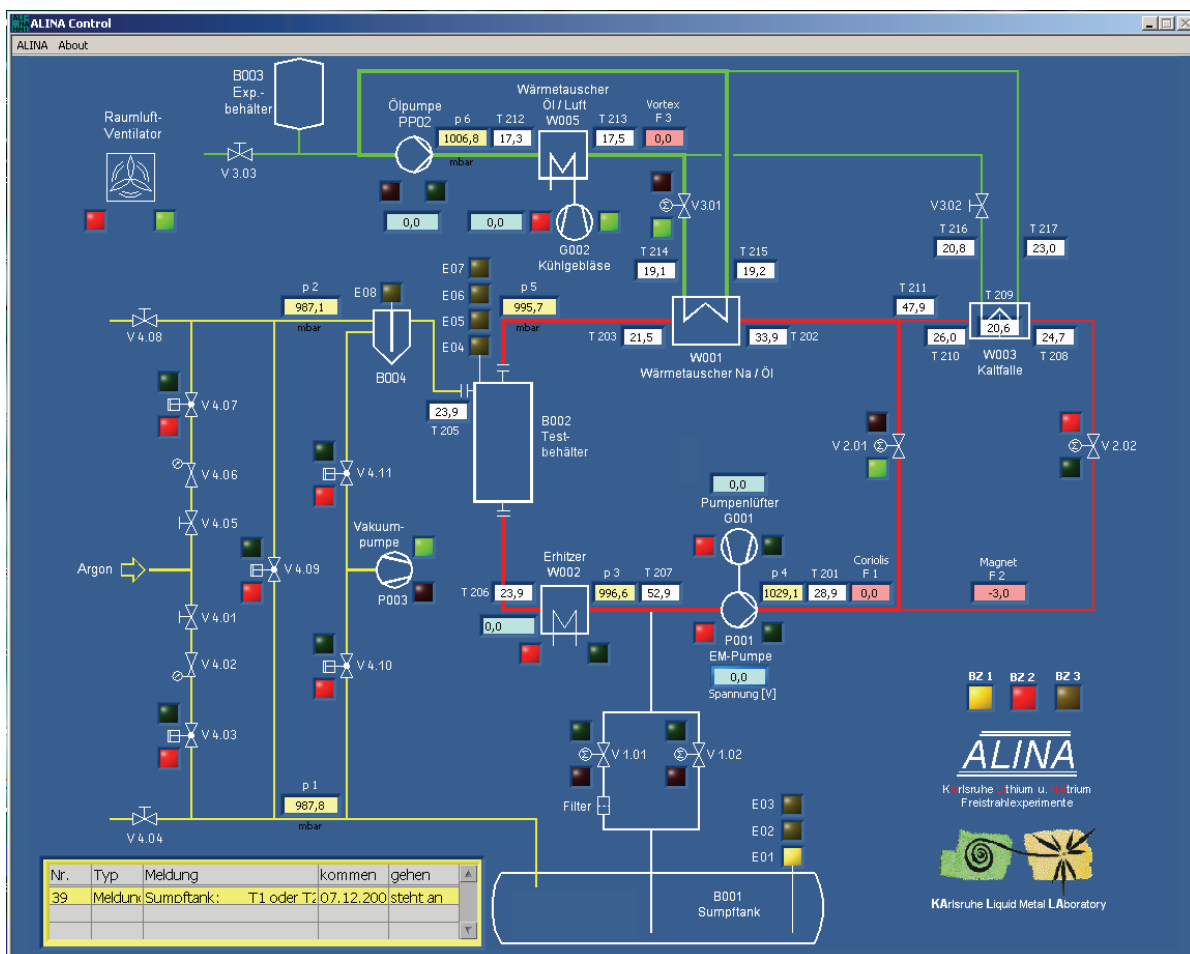 ALINA Control
ALINA About
B003
Exp.-
behälter
Raumluft-
Ventilator
V 3.03
Ölpumpe
PP02
p 6
1006,8
mbar
T 212
17,3
Wärmetauscher
Öl / Luft
W005
T 213
17,5
Vortex
F 3
0,0
0,0
0,0
G002
Kühlgebläse
V3.01
V3.02
T 214
19,1
T 215
19,2
T 216
20,8
T 217
23,0
p 2
987,1
mbar
E08
E07
E06
E05
E04
p 5
995,7
mbar
T 203
21,5
W001
Wärmetauscher Na / Öl
33,9
T 202
T 211
47,9
T 209
20,6
26,0
T 210
W003
Kaltfalle
24,7
T 208
V 4.08
B004
V 4.07
23,9
T 205
B002
Test-
behälter
V 2.01
V 2.02
V 4.06
V 4.11
V 4.05
0,0
Pumpenlüfter
G001
Vakuum-
pumpe
P003
Argon
V 4.09
Erhitzer
W002
T 206
23,9
0,0
p 3
996,6
T 207
52,9
p 4
1029,1
T 201
28,9
Coriolis
F 1
0,0
Magnet
F 2
-3,0
V 4.01
V 4.02
V 4.10
P001
EM-Pumpe
0,0
Spannung [V]
V 4.03
V 1.01
V 1.02
Filter
BZ 1
BZ 2
BZ 3
ALINA
KArlsruhe Lithium u. NAtrium
Freistrahlexperimente
p 1
987,8
mbar
V 4.04
E03
E02
E01
B001
Sumpftank
KArlsruhe Liquid Metal LAboratory
Nr. Typ Meldung kommen gehen
39 Meldun Sumpftank: T1 oder T2 07.12.200 steht an